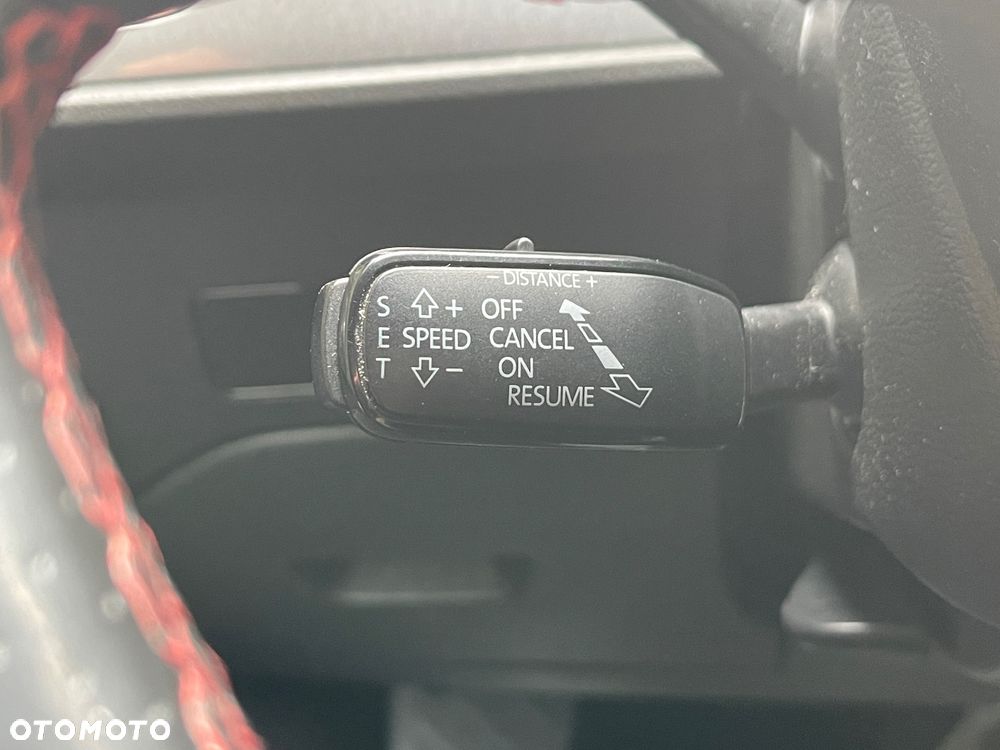 - DISTANCE +
S + OFF
E SPEED CANCEL
T - ON
RESUME
OTOMOTO